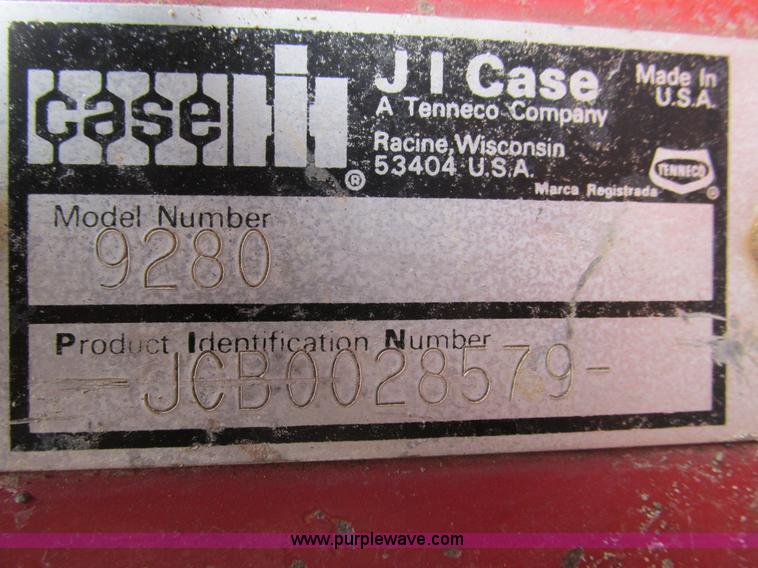 case IH ®
J I Case
A Tenneco Company
Racine, Wisconsin
53404 U.S.A.
Made In
U.S.A.
TENNECO ®
Marca Registrada
Model Number
9280
Product Identification Number
-JCB0028579-
www.purplewave.com